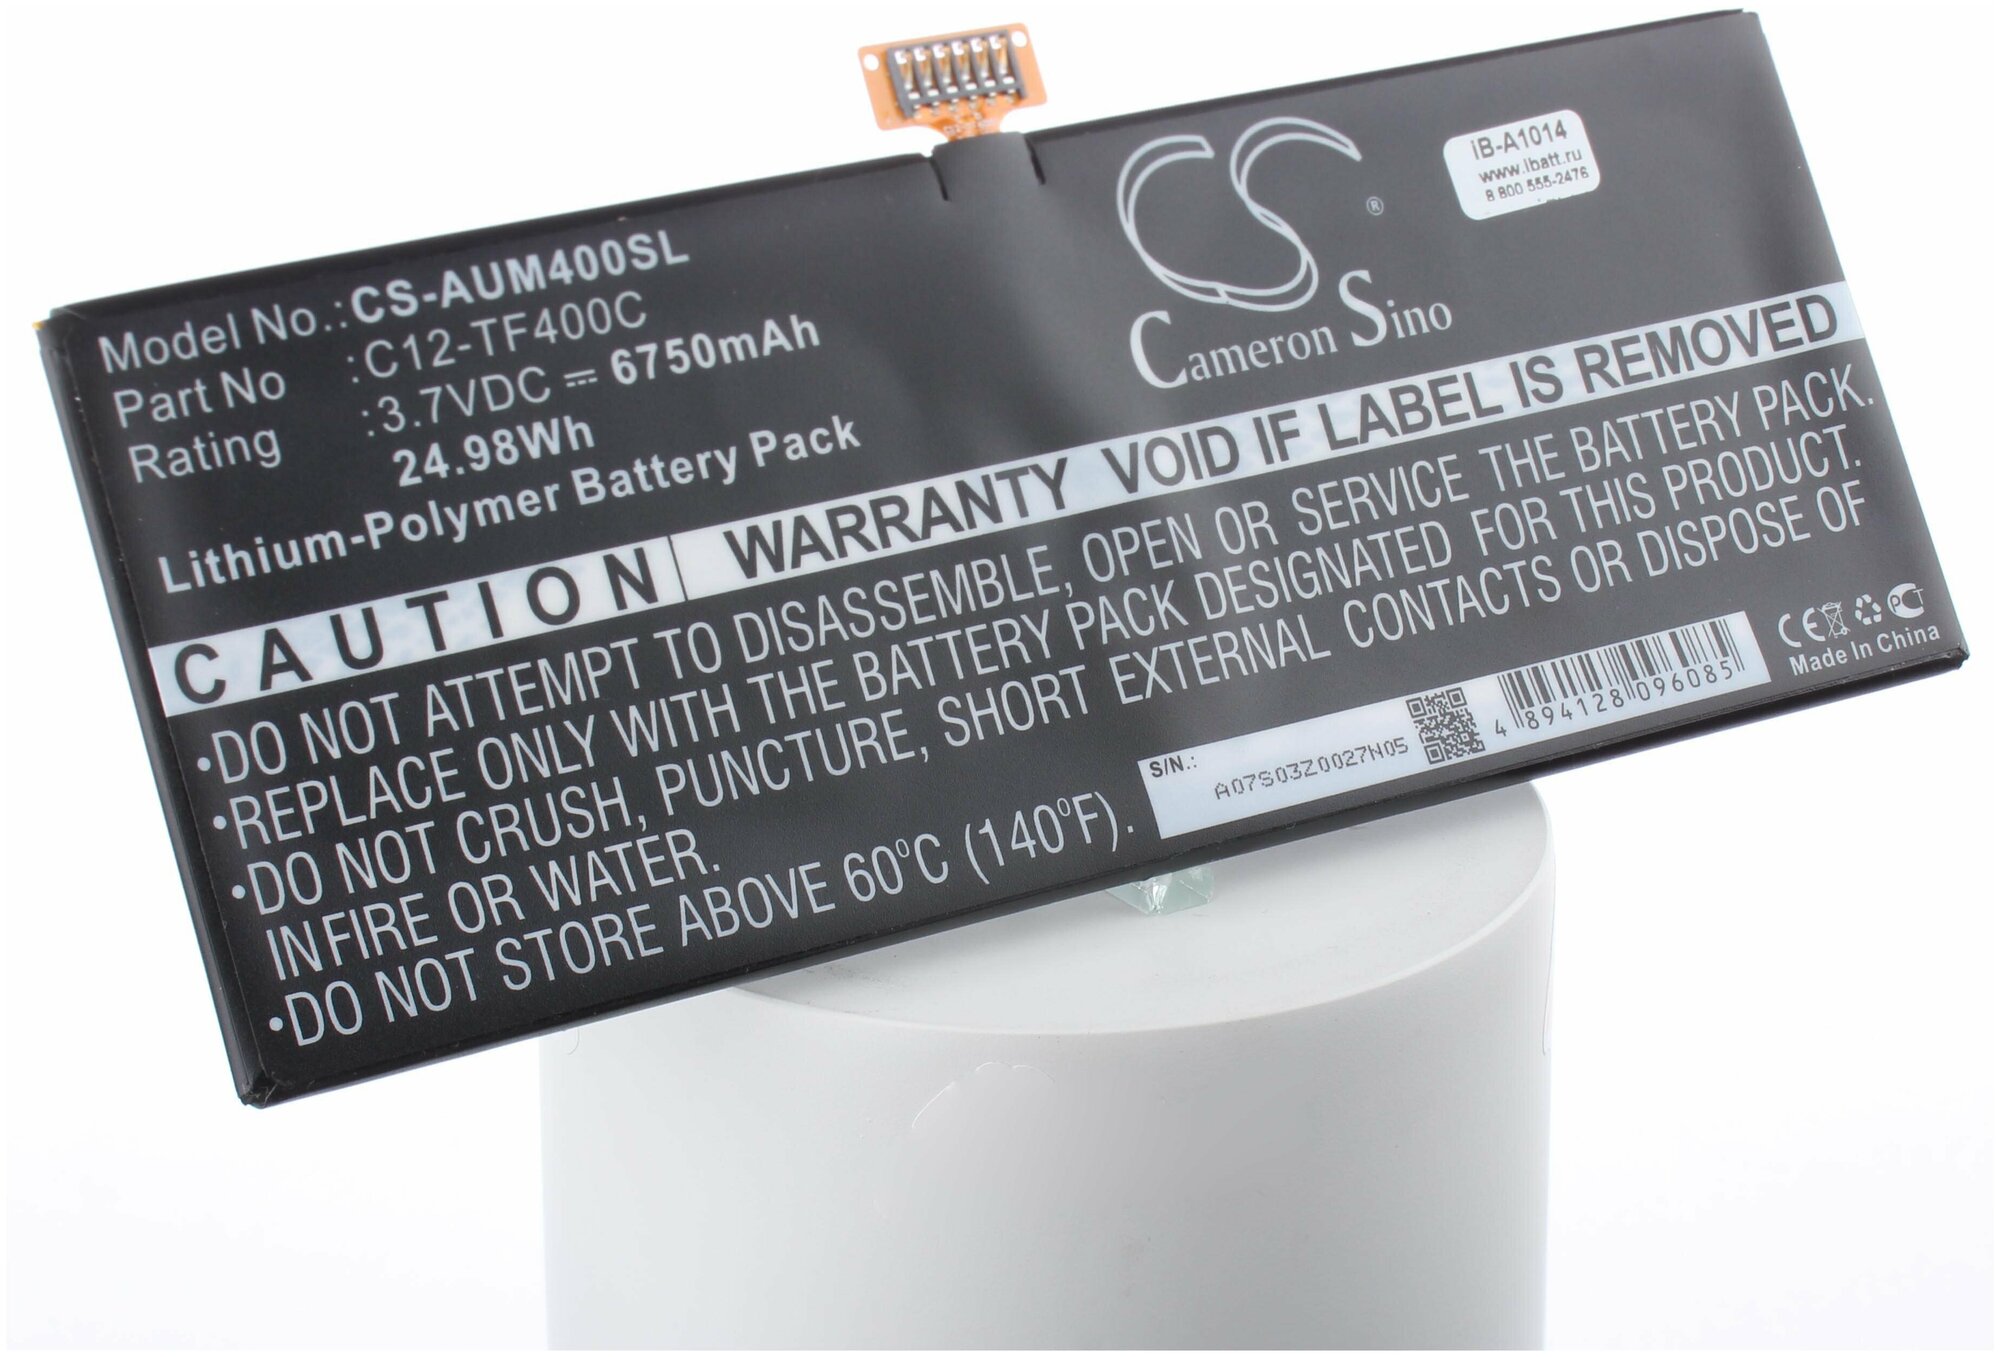 Model No.: CS-AUM400SL
Part No : C12-TF400C
Rating : 3.7VDC ⎓ 6750mAh
24.98Wh
Lithium-Polymer Battery Pack
CS ®
Cameron Sino
iB-A1014
www.ibatt.ru
8 800 555-2476
CAUTION WARRANTY VOID IF LABEL IS REMOVED
•DO NOT ATTEMPT TO DISASSEMBLE, OPEN OR SERVICE THE BATTERY PACK.
•REPLACE ONLY WITH THE BATTERY PACK DESIGNATED FOR THIS PRODUCT.
•DO NOT CRUSH, PUNCTURE, SHORT EXTERNAL CONTACTS OR DISPOSE OF
IN FIRE OR WATER.
•DO NOT STORE ABOVE 60°C (140°F).
S/N.:
A07S03Z0027N05
4 894128 096085
CE PCT
Made In China